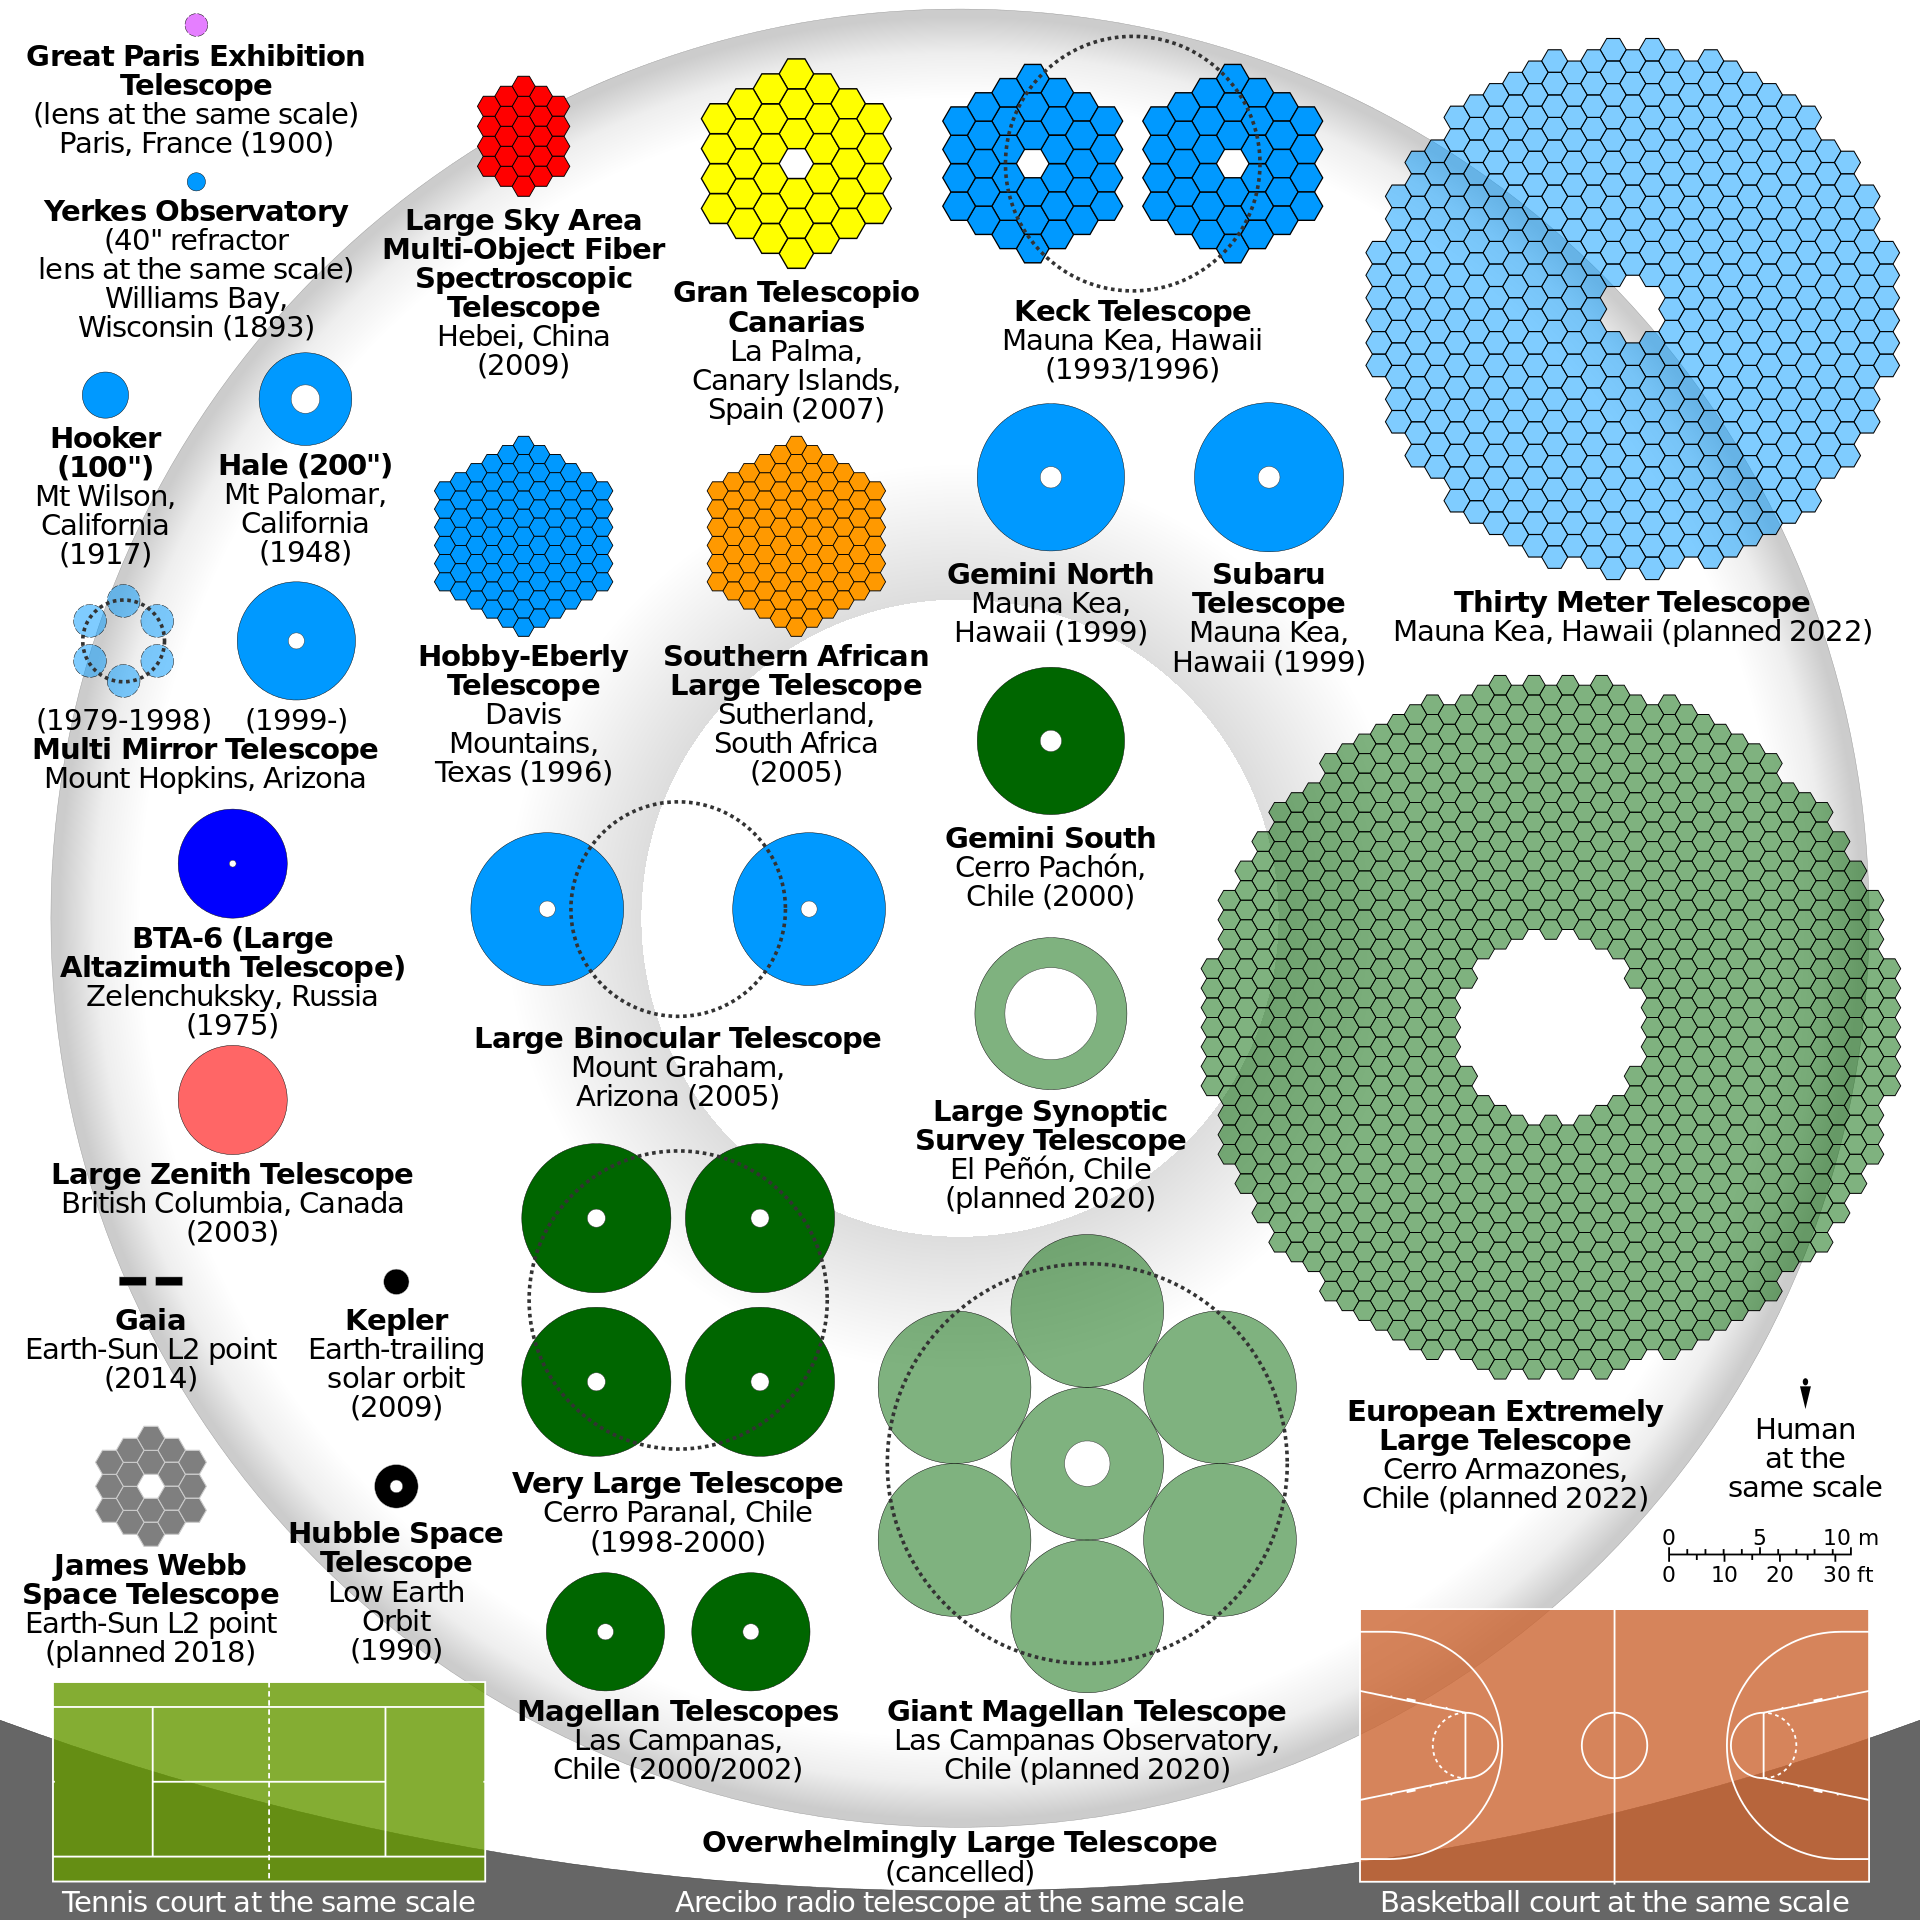 Great Paris Exhibition
Telescope
(lens at the same scale)
Paris, France (1900)
Yerkes Observatory
(40" refractor
lens at the same scale)
Williams Bay,
Wisconsin (1893)
Hooker
(100")
Mt Wilson,
California
(1917)
Hale (200")
Mt Palomar,
California
(1948)
(1979-1998)
(1999-)
Multi Mirror Telescope
Mount Hopkins, Arizona
BTA-6 (Large
Altazimuth Telescope)
Zelenchuksky, Russia
(1975)
Large Zenith Telescope
British Columbia, Canada
(2003)
Gaia
Earth-Sun L2 point
(2014)
Kepler
Earth-trailing
solar orbit
(2009)
James Webb
Space Telescope
Earth-Sun L2 point
(planned 2018)
Hubble Space
Telescope
Low Earth
Orbit
(1990)
Large Sky Area
Multi-Object Fiber
Spectroscopic
Telescope
Hebei, China
(2009)
Gran Telescopio
Canarias
La Palma,
Canary Islands,
Spain (2007)
Keck Telescope
Mauna Kea, Hawaii
(1993/1996)
Hobby-Eberly
Telescope
Davis
Mountains,
Texas (1996)
Southern African
Large Telescope
Sutherland,
South Africa
(2005)
Gemini North
Mauna Kea,
Hawaii (1999)
Subaru
Telescope
Mauna Kea,
Hawaii (1999)
Thirty Meter Telescope
Mauna Kea, Hawaii (planned 2022)
Gemini South
Cerro Pachón,
Chile (2000)
Large Binocular Telescope
Mount Graham,
Arizona (2005)
Large Synoptic
Survey Telescope
El Peñón, Chile
(planned 2020)
Very Large Telescope
Cerro Paranal, Chile
(1998-2000)
Magellan Telescopes
Las Campanas,
Chile (2000/2002)
Giant Magellan Telescope
Las Campanas Observatory,
Chile (planned 2020)
European Extremely
Large Telescope
Cerro Armazones,
Chile (planned 2022)
Human
at the
same scale
0 5 10 m
0 10 20 30 ft
Overwhelmingly Large Telescope
(cancelled)
Tennis court at the same scale
Arecibo radio telescope at the same scale
Basketball court at the same scale